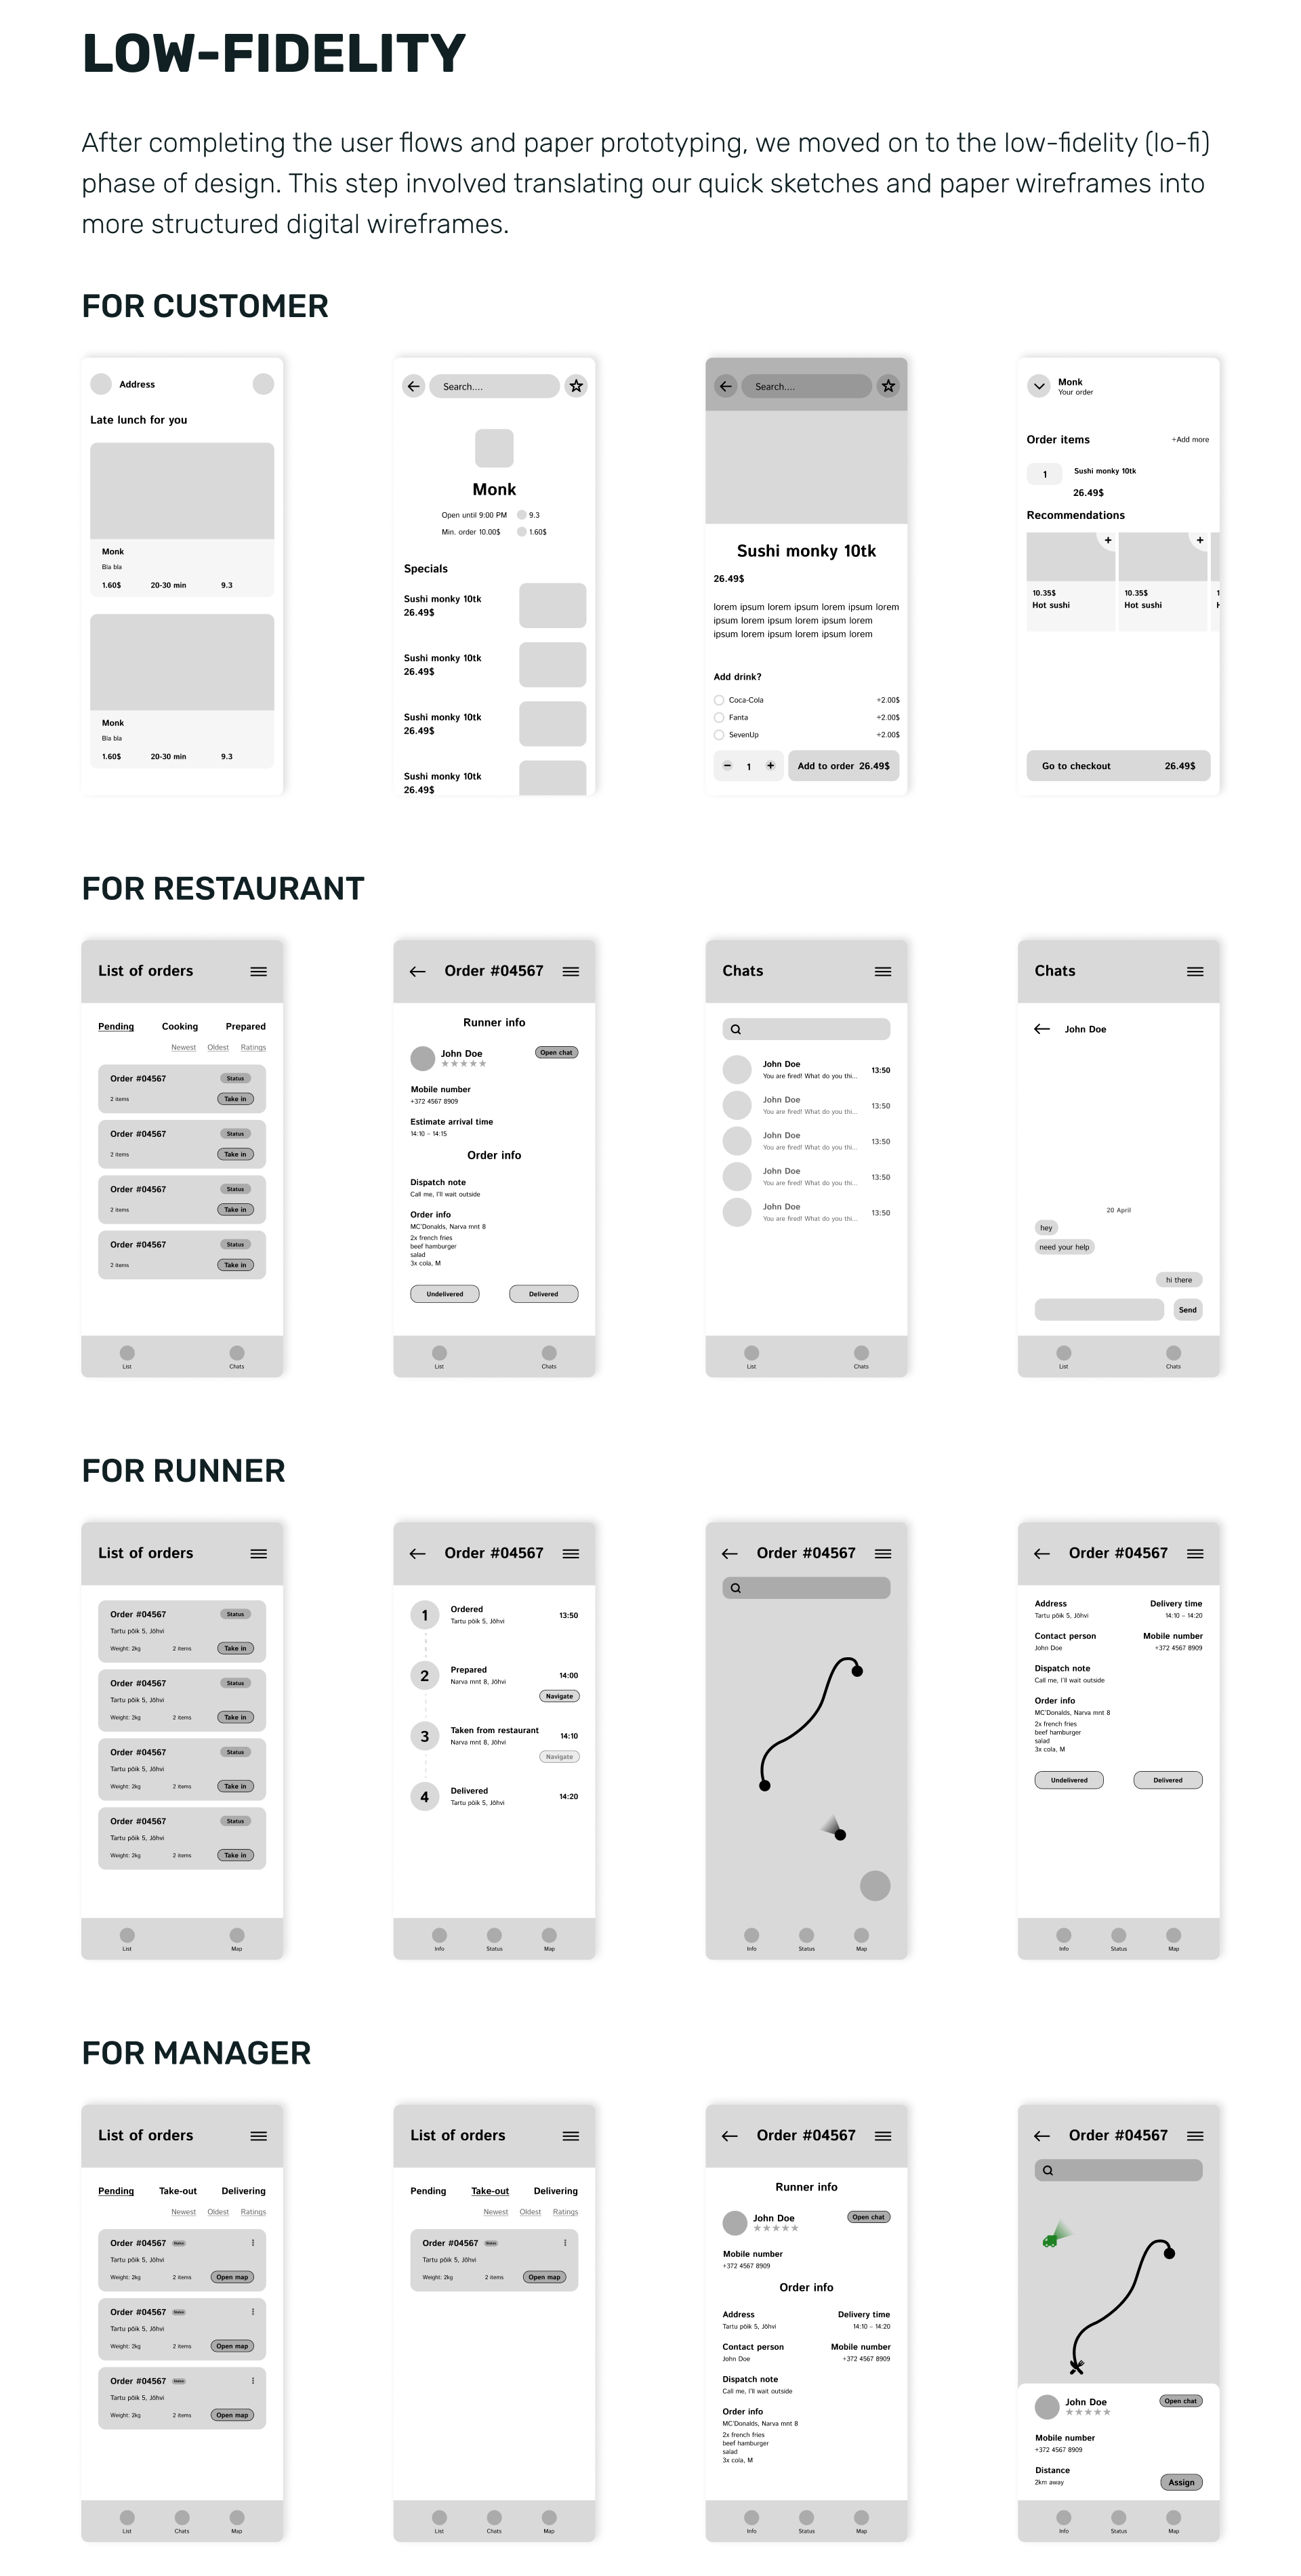 LOW-FIDELITY
After completing the user flows and paper prototyping, we moved on to the low-fidelity (lo-fi)
phase of design. This step involved translating our quick sketches and paper wireframes into
more structured digital wireframes.
FOR CUSTOMER
Address
Late lunch for you
Monk
Bla bla
1.60$ 20-30 min 9.3
Monk
Bla bla
1.60$ 20-30 min 9.3
Search....
Monk
Open until 9:00 PM 9.3
Min. order 10.00$ 1.60$
Specials
Sushi monky 10tk
26.49$
Sushi monky 10tk
26.49$
Sushi monky 10tk
26.49$
Sushi monky 10tk
26.49$
Search....
Sushi monky 10tk
26.49$
lorem ipsum lorem ipsum lorem ipsum lorem
ipsum lorem ipsum lorem ipsum lorem
ipsum lorem ipsum lorem ipsum lorem
Add drink?
Coca-Cola +2.00$
Fanta +2.00$
SevenUp +2.00$
1 Add to order 26.49$
Monk
Your order
Order items +Add more
1 Sushi monky 10tk
26.49$
Recommendations
10.35$
Hot sushi
10.35$
Hot sushi
Go to checkout 26.49$
FOR RESTAURANT
List of orders
Pending Cooking Prepared
Newest Oldest Ratings
Order #04567 Status
2 items Take in
Order #04567 Status
2 items Take in
Order #04567 Status
2 items Take in
Order #04567 Status
2 items Take in
List Chats
Order #04567
Runner info
John Doe Open chat
Mobile number
+372 4567 8909
Estimate arrival time
14:10 – 14:15
Order info
Dispatch note
Call me, I'll wait outside
Order info
MC'Donalds, Narva mnt 8
2x french fries
beef hamburger
salad
3x cola, M
Undelivered Delivered
List Chats
Chats
John Doe
You are fired! What do you thi... 13:50
John Doe
You are fired! What do you thi... 13:50
John Doe
You are fired! What do you thi... 13:50
John Doe
You are fired! What do you thi... 13:50
John Doe
You are fired! What do you thi... 13:50
List Chats
Chats
John Doe
20 April
hey
need your help
hi there
Send
List Chats
FOR RUNNER
List of orders
Order #04567 Status
Tartu põik 5, Jõhvi
Weight: 2kg 2 items Take in
Order #04567 Status
Tartu põik 5, Jõhvi
Weight: 2kg 2 items Take in
Order #04567 Status
Tartu põik 5, Jõhvi
Weight: 2kg 2 items Take in
Order #04567 Status
Tartu põik 5, Jõhvi
Weight: 2kg 2 items Take in
List Map
Order #04567
1 Ordered 13:50
Tartu põik 5, Jõhvi
2 Prepared 14:00
Narva mnt 8, Jõhvi
Navigate
3 Taken from restaurant 14:10
Narva mnt 8, Jõhvi
Navigate
4 Delivered 14:20
Tartu põik 5, Jõhvi
Info Status Map
Order #04567
Info Status Map
Order #04567
Address Delivery time
Tartu põik 5, Jõhvi 14:10 – 14:20
Contact person Mobile number
John Doe +372 4567 8909
Dispatch note
Call me, I'll wait outside
Order info
MC'Donalds, Narva mnt 8
2x french fries
beef hamburger
salad
3x cola, M
Undelivered Delivered
Info Status Map
FOR MANAGER
List of orders
Pending Take-out Delivering
Newest Oldest Ratings
Order #04567
Tartu põik 5, Jõhvi
Weight: 2kg 2 items Open map
Order #04567
Tartu põik 5, Jõhvi
Weight: 2kg 2 items Open map
Order #04567
Tartu põik 5, Jõhvi
Weight: 2kg 2 items Open map
List Chats Map
List of orders
Pending Take-out Delivering
Newest Oldest Ratings
Order #04567
Tartu põik 5, Jõhvi
Weight: 2kg 2 items Open map
List Chats Map
Order #04567
Runner info
John Doe Open chat
Mobile number
+372 4567 8909
Order info
Address Delivery time
Tartu põik 5, Jõhvi 14:10 – 14:20
Contact person Mobile number
John Doe +372 4567 8909
Dispatch note
Call me, I'll wait outside
Order info
MC'Donalds, Narva mnt 8
2x french fries
beef hamburger
salad
3x cola, M
Info Status Map
Order #04567
John Doe Open chat
Mobile number
+372 4567 8909
Distance
2km away Assign
Info Status Map